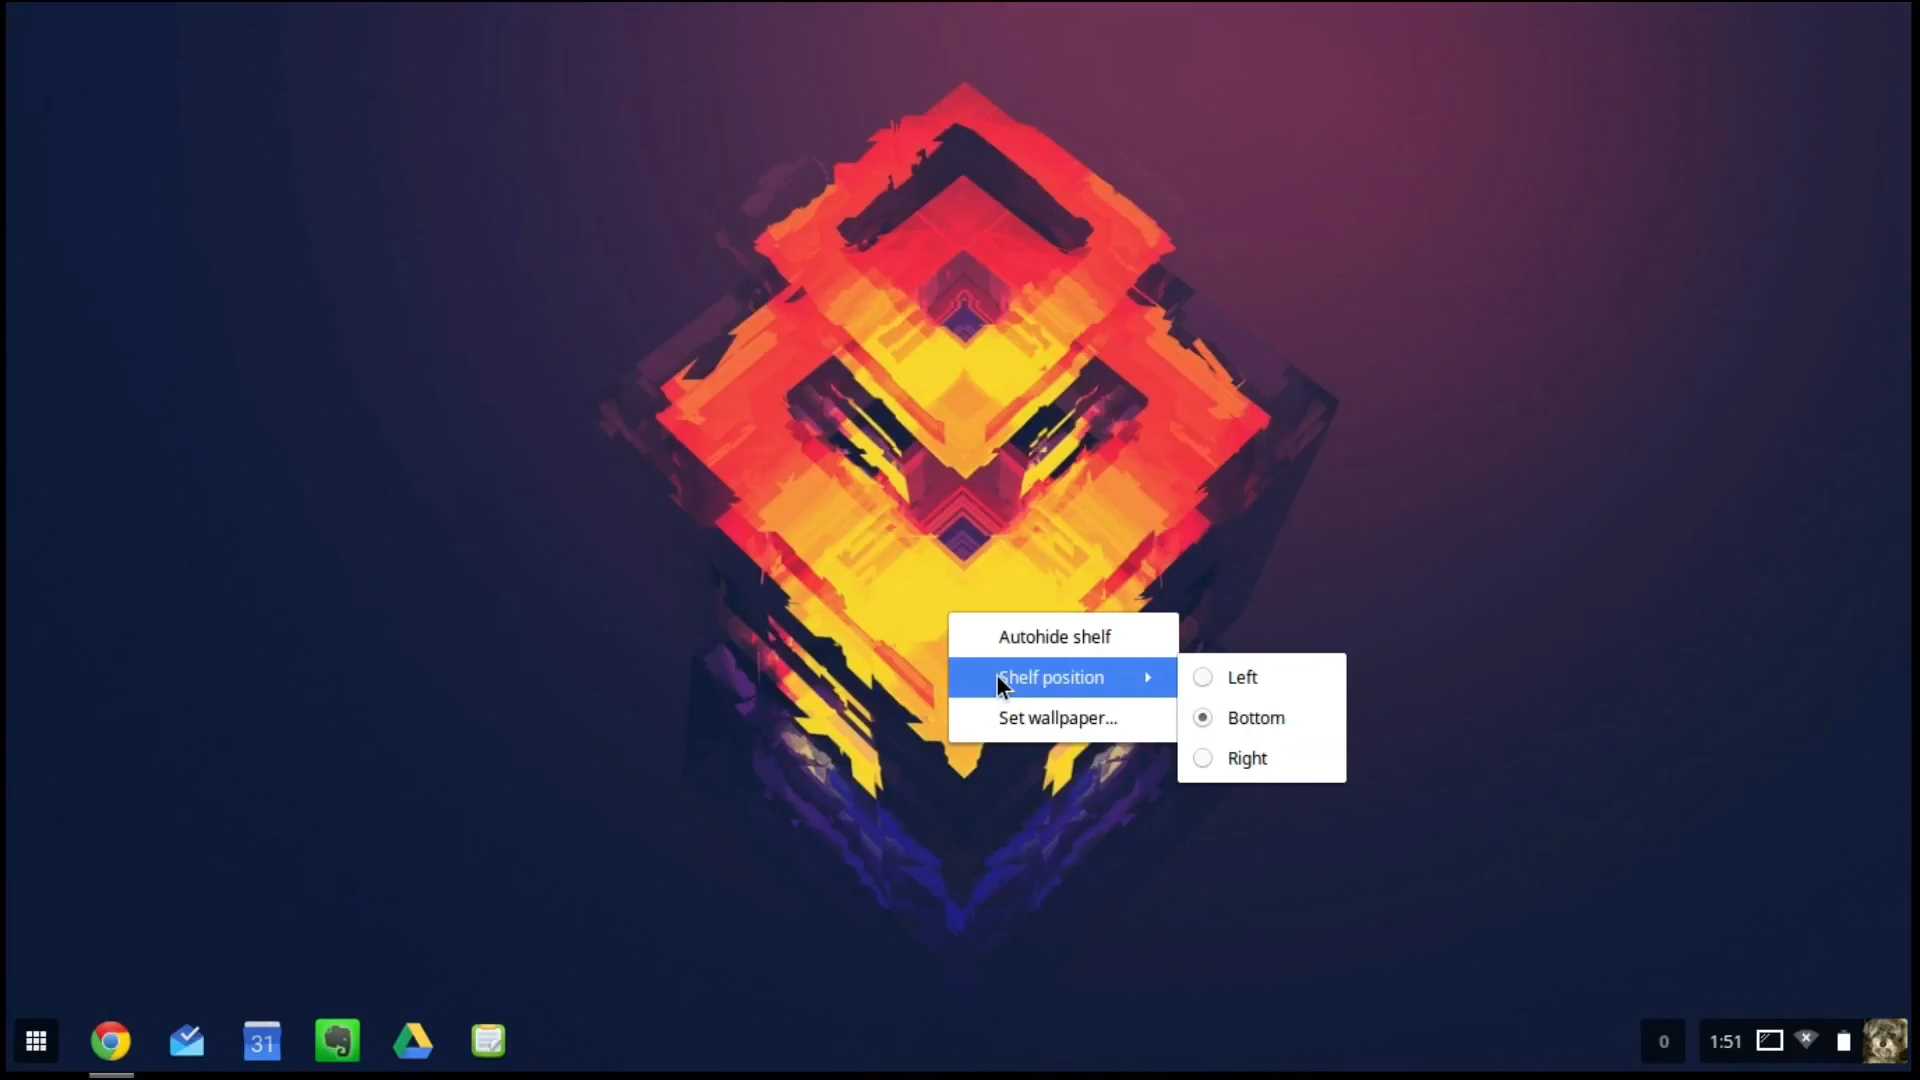 Autohide shelf
Shelf position
Set wallpaper...
Left
Bottom
Right
31
0
1:51